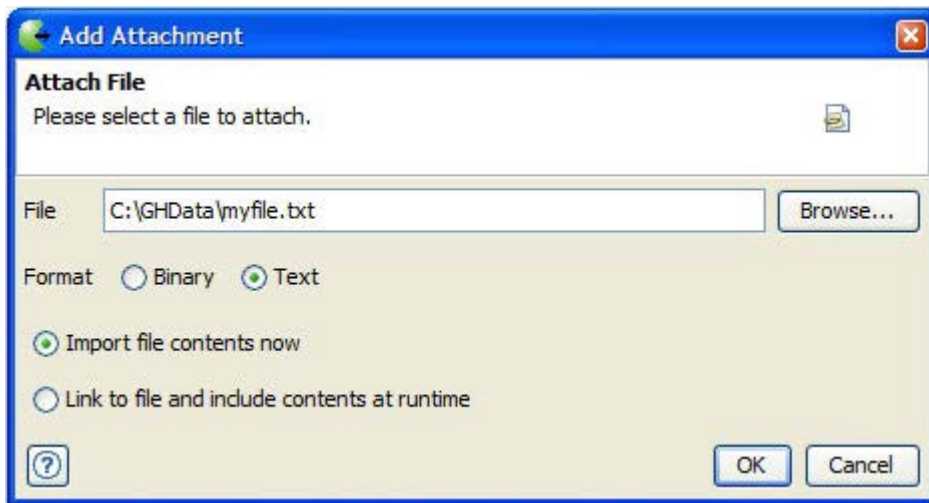 Add Attachment
Attach File
Please select a file to attach.
File C:\GHData\myfile.txt Browse...
Format Binary Text
Import file contents now
Link to file and include contents at runtime
? OK Cancel